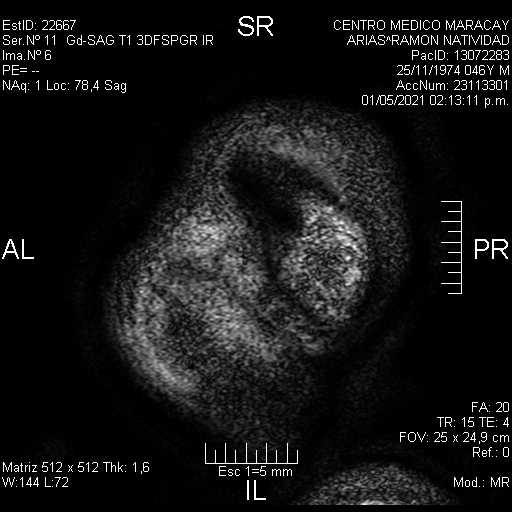 EstID: 22667
Ser.Nº 11 Gd-SAG T1 3DFSPGR IR
Ima.Nº 6
PE= --
NAq: 1 Loc: 78,4 Sag
SR
CENTRO MEDICO MARACAY
ARIAS^RAMON NATIVIDAD
PacID: 13072283
25/11/1974 046Y M
AccNum: 23113301
01/05/2021 02:13:11 p.m.
AL
PR
FA: 20
TR: 15 TE: 4
FOV: 25 x 24,9 cm
Ref.: 0
Matriz 512 x 512 Thk: 1,6
W:144 L:72
Esc 1=5 mm
IL
Mod.: MR